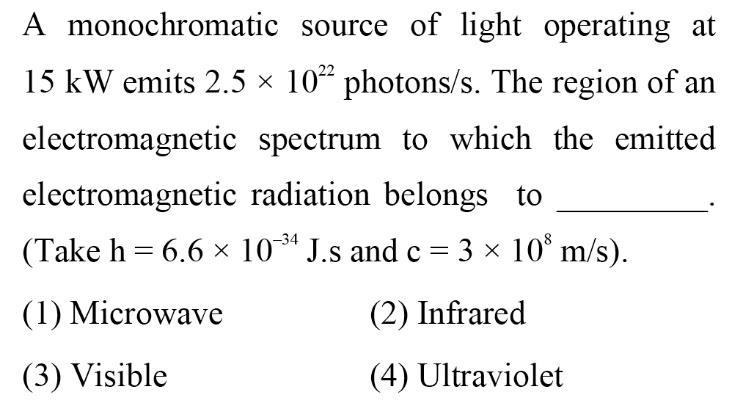 A monochromatic source of light operating at
15 kW emits 2.5 × 10²² photons/s. The region of an
electromagnetic spectrum to which the emitted
electromagnetic radiation belongs to _________.
(Take h = 6.6 × 10⁻³⁴ J.s and c = 3 × 10⁸ m/s).
(1) Microwave (2) Infrared
(3) Visible (4) Ultraviolet